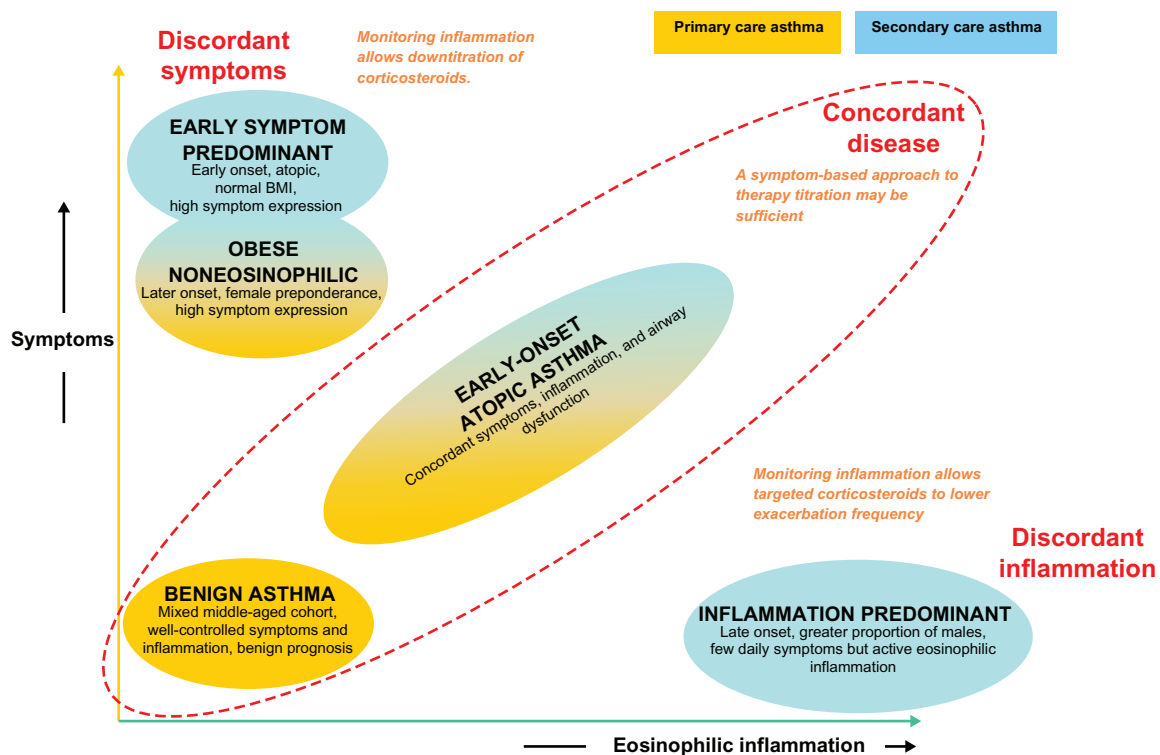 Primary care asthma
Secondary care asthma
Discordant
symptoms
Monitoring inflammation
allows downtitration of
corticosteroids.
EARLY SYMPTOM
PREDOMINANT
Early onset, atopic,
normal BMI,
high symptom expression
OBESE
NONEOSINOPHILIC
Later onset, female preponderance,
high symptom expression
Symptoms
Concordant
disease
A symptom-based approach to
therapy titration may be
sufficient
EARLY-ONSET
ATOPIC ASTHMA
Concordant symptoms, inflammation, and airway
dysfunction
Monitoring inflammation allows
targeted corticosteroids to lower
exacerbation frequency
Discordant
inflammation
BENIGN ASTHMA
Mixed middle-aged cohort,
well-controlled symptoms and
inflammation, benign prognosis
INFLAMMATION PREDOMINANT
Late onset, greater proportion of males,
few daily symptoms but active eosinophilic
inflammation
Eosinophilic inflammation